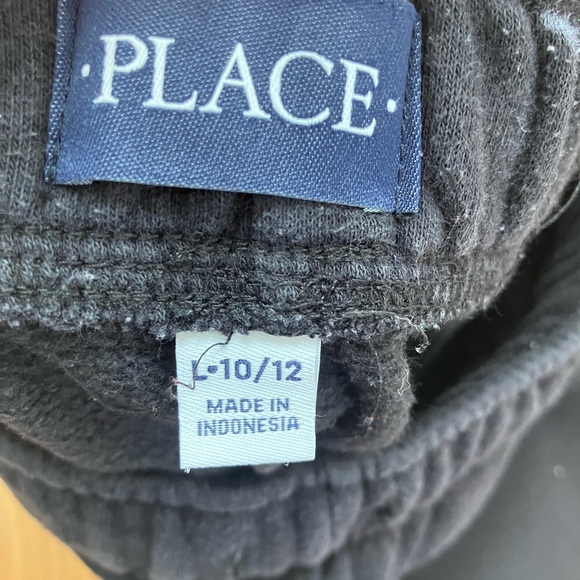 ·PLACE·
L·10/12
MADE IN
INDONESIA